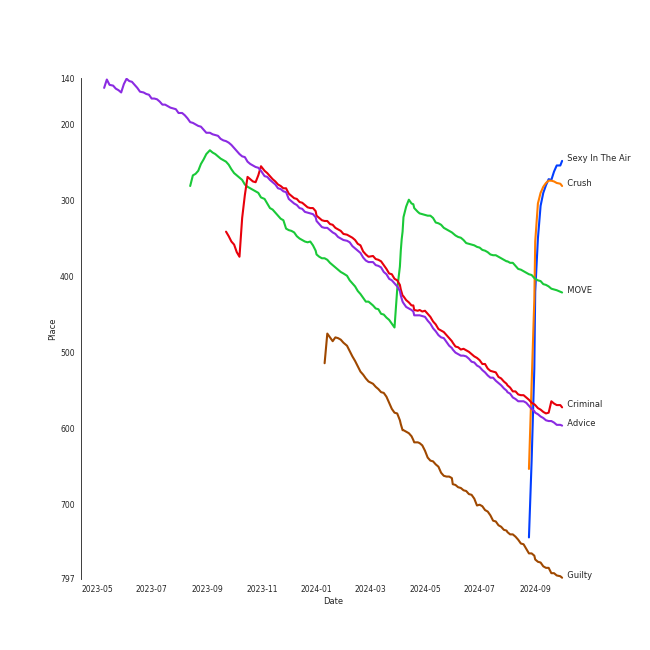 140
200
300
400
500
600
700
797
Place
2023-05
2023-07
2023-09
2023-11
2024-01
2024-03
2024-05
2024-07
2024-09
Date
Sexy In The Air
Crush
MOVE
Criminal
Advice
Guilty